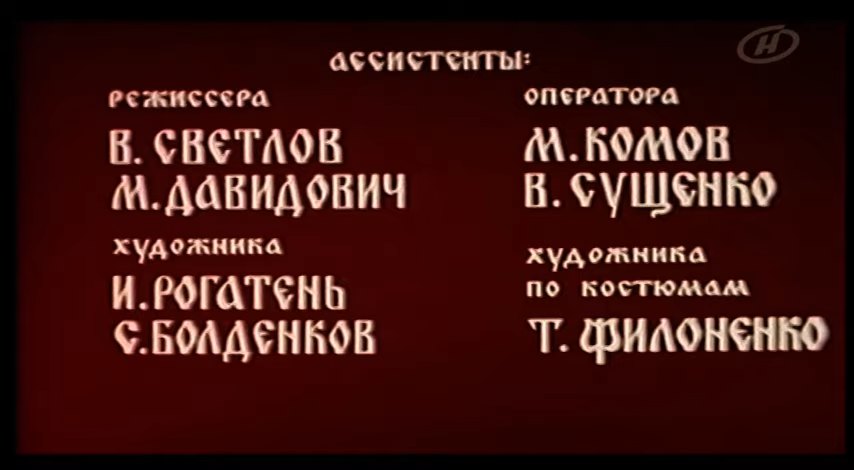 АССИСТЕНТЫ:
РЕЖИССЕРА
В. СВЕТЛОВ
М. ДАВИДОВИЧ
ХУДОЖНИКА
И. РОГАТЕНЬ
С. БОЛДЕНКОВ
ОПЕРАТОРА
М. КОМОВ
В. СУЩЕНКО
ХУДОЖНИКА
ПО КОСТЮМАМ
Т. ФИЛОНЕНКО
Н